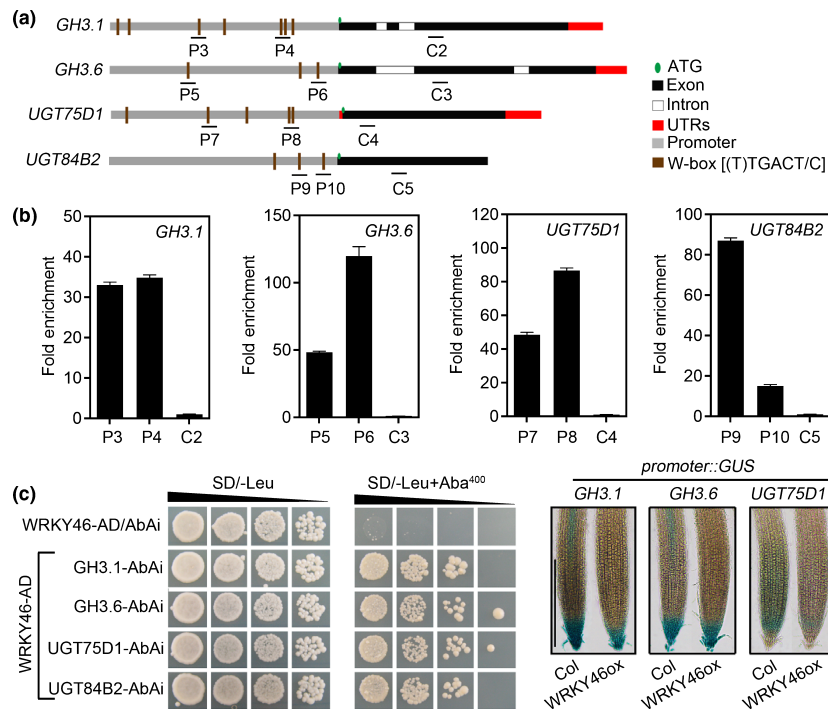 (a)
GH3.1
P3 P4 C2
GH3.6
P5 P6 C3
UGT75D1
P7 P8 C4
UGT84B2
P9 P10 C5
ATG
Exon
Intron
UTRs
Promoter
W-box [(T)TGACT/C]
(b)
GH3.1
Fold enrichment
40
30
20
10
0
P3 P4 C2
GH3.6
Fold enrichment
150
100
50
0
P5 P6 C3
UGT75D1
Fold enrichment
120
100
80
60
40
20
0
P7 P8 C4
UGT84B2
Fold enrichment
100
80
60
40
20
0
P9 P10 C5
(c)
SD/-Leu
SD/-Leu+Aba400
WRKY46-AD/AbAi
WRKY46-AD
GH3.1-AbAi
GH3.6-AbAi
UGT75D1-AbAi
UGT84B2-AbAi
promoter::GUS
GH3.1 GH3.6 UGT75D1
Col WRKY46ox Col WRKY46ox Col WRKY46ox